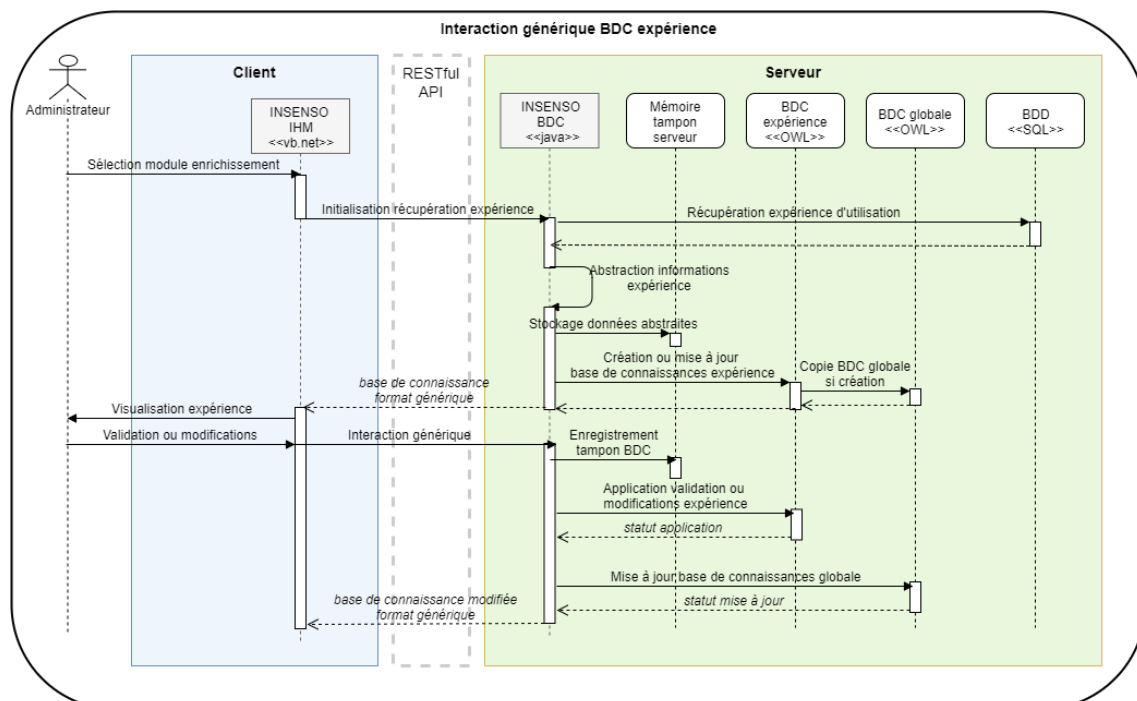 Interaction générique BDC expérience
Client
RESTful
API
Serveur
Administrateur
INSENSO
IHM
<<vb.net>>
INSENSO
BDC
<<java>>
Mémoire
tampon
serveur
BDC
expérience
<<OWL>>
BDC globale
<<OWL>>
BDD
<<SQL>>
Sélection module enrichissement
Initialisation récupération expérience
Récupération expérience d'utilisation
Abstraction informations
expérience
Stockage données abstraites
Création ou mise à jour
base de connaissances expérience
Copie BDC globale
si création
base de connaissance
format générique
Visualisation expérience
Validation ou modifications
Interaction générique
Enregistrement
tampon BDC
Application validation ou
modifications expérience
statut application
Mise à jour base de connaissances globale
statut mise à jour
base de connaissance modifiée
format générique